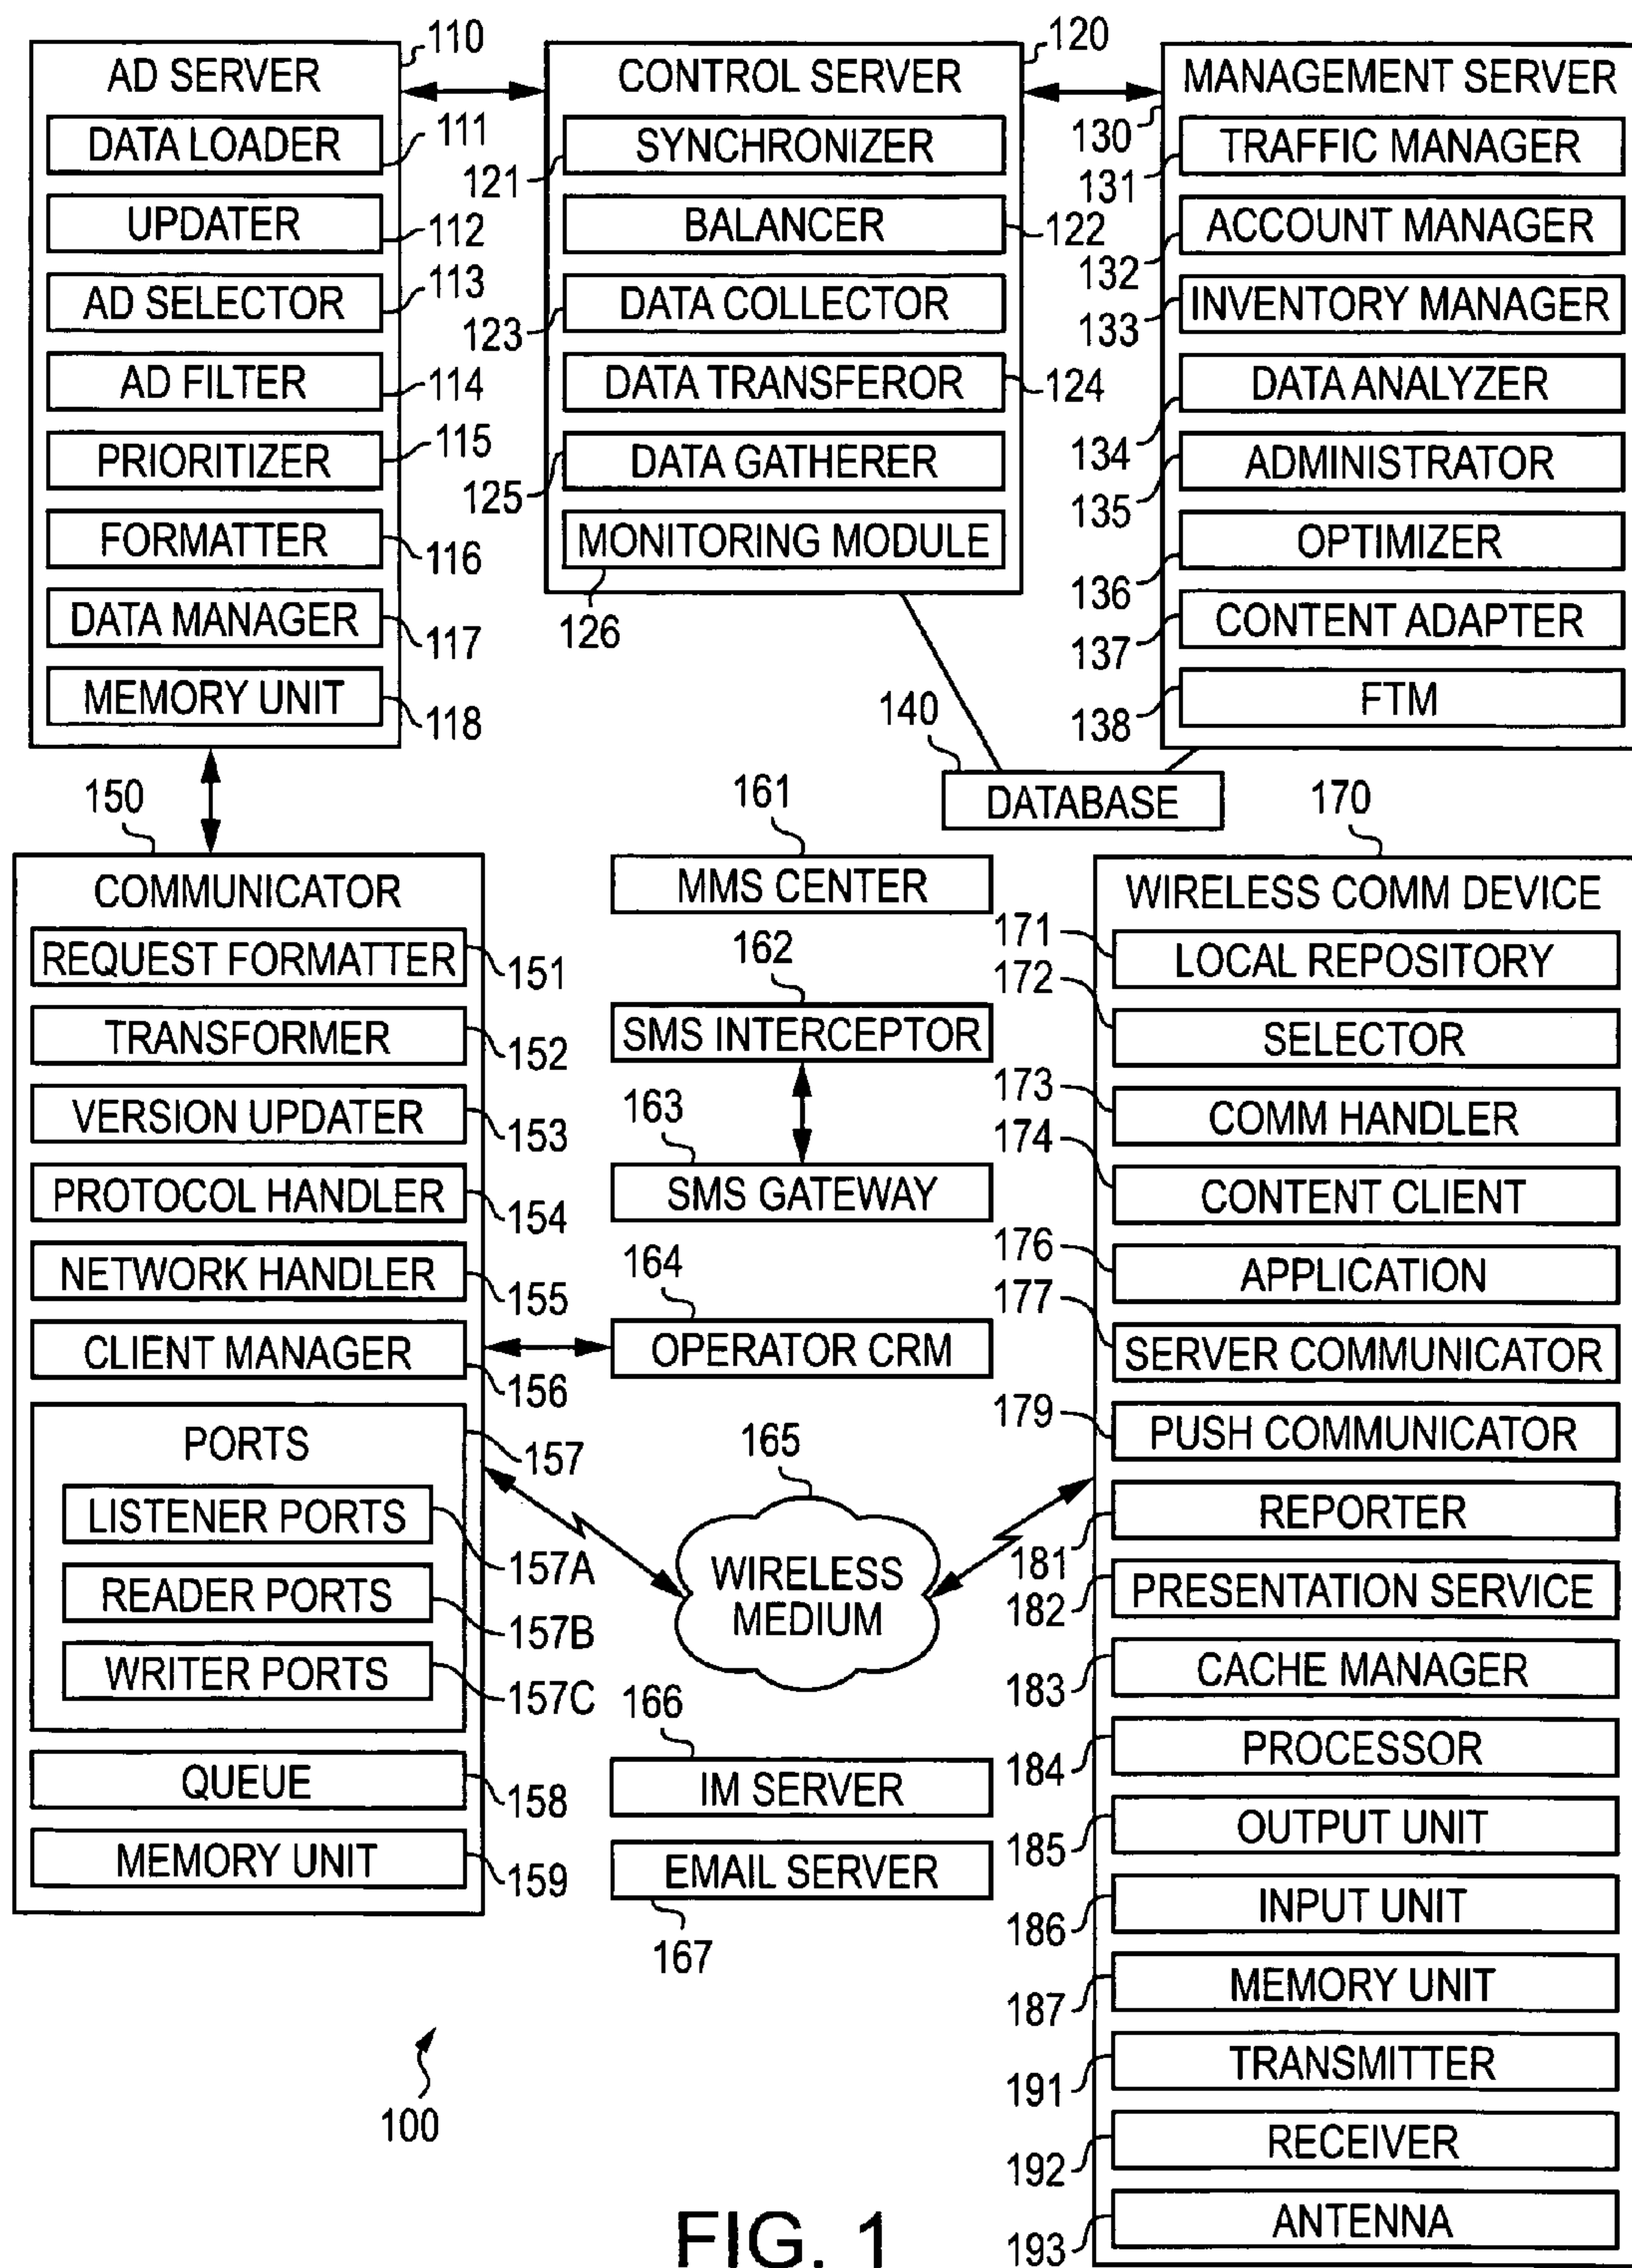 110
AD SERVER
DATA LOADER
111
UPDATER
112
AD SELECTOR
113
AD FILTER
114
PRIORITIZER
115
FORMATTER
116
DATA MANAGER
117
MEMORY UNIT
118
120
CONTROL SERVER
SYNCHRONIZER
121
BALANCER
122
DATA COLLECTOR
123
DATA TRANSFEROR
124
DATA GATHERER
125
MONITORING MODULE
126
MANAGEMENT SERVER
130
TRAFFIC MANAGER
131
ACCOUNT MANAGER
132
INVENTORY MANAGER
133
DATA ANALYZER
134
ADMINISTRATOR
135
OPTIMIZER
136
CONTENT ADAPTER
137
FTM
138
140
DATABASE
150
COMMUNICATOR
REQUEST FORMATTER
151
TRANSFORMER
152
VERSION UPDATER
153
PROTOCOL HANDLER
154
NETWORK HANDLER
155
CLIENT MANAGER
156
PORTS
157
LISTENER PORTS
157A
READER PORTS
157B
WRITER PORTS
157C
QUEUE
158
MEMORY UNIT
159
161
MMS CENTER
162
SMS INTERCEPTOR
163
SMS GATEWAY
164
OPERATOR CRM
165
WIRELESS
MEDIUM
166
IM SERVER
EMAIL SERVER
167
170
WIRELESS COMM DEVICE
171
LOCAL REPOSITORY
172
SELECTOR
173
COMM HANDLER
174
CONTENT CLIENT
176
APPLICATION
177
SERVER COMMUNICATOR
179
PUSH COMMUNICATOR
REPORTER
181
PRESENTATION SERVICE
182
CACHE MANAGER
183
PROCESSOR
184
OUTPUT UNIT
185
INPUT UNIT
186
MEMORY UNIT
187
TRANSMITTER
191
RECEIVER
192
ANTENNA
193
100
FIG. 1